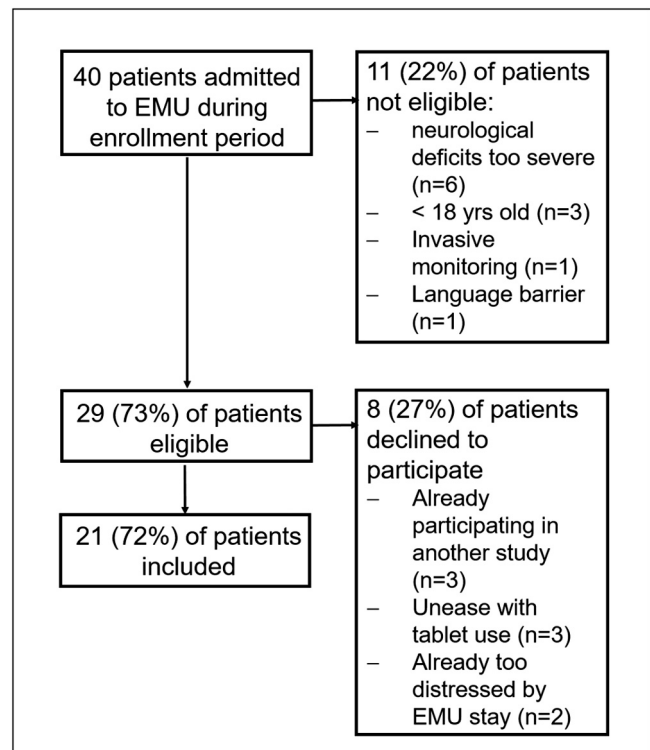 40 patients admitted
to EMU during
enrollment period
11 (22%) of patients
not eligible:
– neurological
deficits too severe
(n=6)
– < 18 yrs old (n=3)
– Invasive
monitoring (n=1)
– Language barrier
(n=1)
29 (73%) of patients
eligible
8 (27%) of patients
declined to
participate
– Already
participating in
another study
(n=3)
– Unease with
tablet use (n=3)
– Already too
distressed by
EMU stay (n=2)
21 (72%) of patients
included